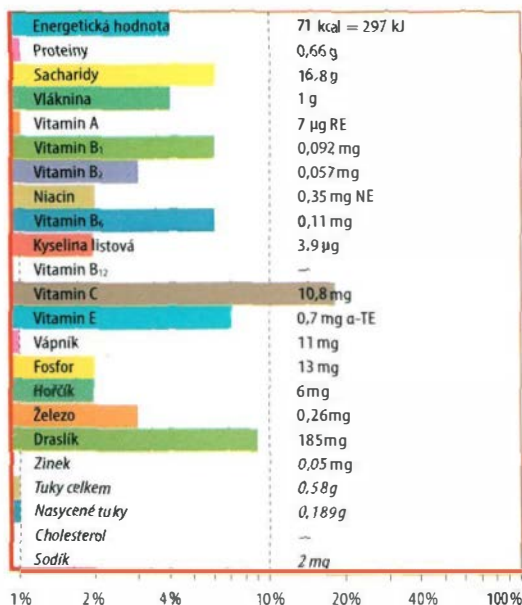 Energetická hodnota 71 kcal = 297 kJ
Proteiny 0,66 g
Sacharidy 16,8 g
Vláknina 1 g
Vitamin A 7 µg RE
Vitamin B₁ 0,092 mg
Vitamin B₂ 0,057 mg
Niacin 0,35 mg NE
Vitamin B₆ 0,11 mg
Kyselina listová 3,9 µg
Vitamin B₁₂ –
Vitamin C 10,8 mg
Vitamin E 0,7 mg α-TE
Vápník 11 mg
Fosfor 13 mg
Hořčík 6 mg
Železo 0,26 mg
Draslík 185 mg
Zinek 0,05 mg
Tuky celkem 0,58 g
Nasycené tuky 0,189 g
Cholesterol –
Sodík 2 mg
1% 2% 4% 10% 20% 40% 100%